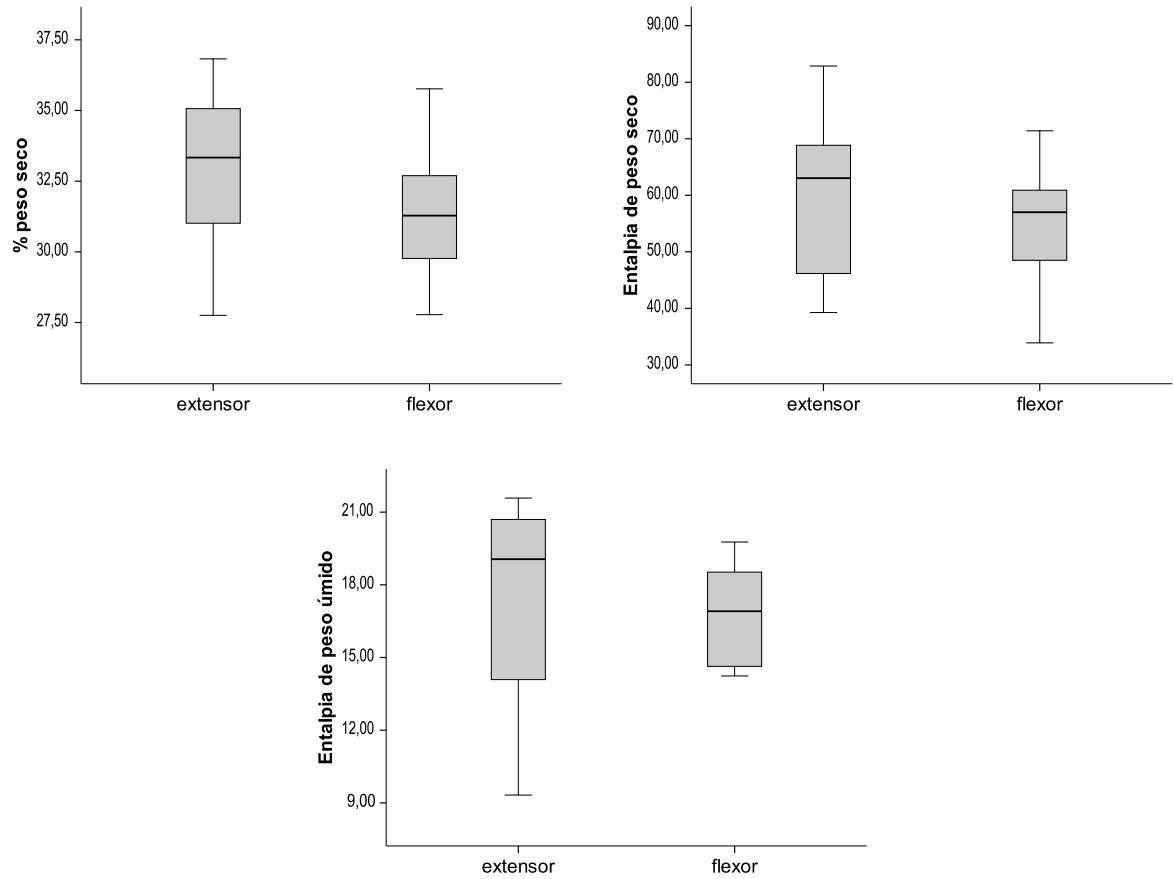 % peso seco
37,50
35,00
32,50
30,00
27,50
extensor
flexor
Entalpia de peso seco
90,00
80,00
70,00
60,00
50,00
40,00
30,00
extensor
flexor
Entalpia de peso úmido
21,00
18,00
15,00
12,00
9,00
extensor
flexor